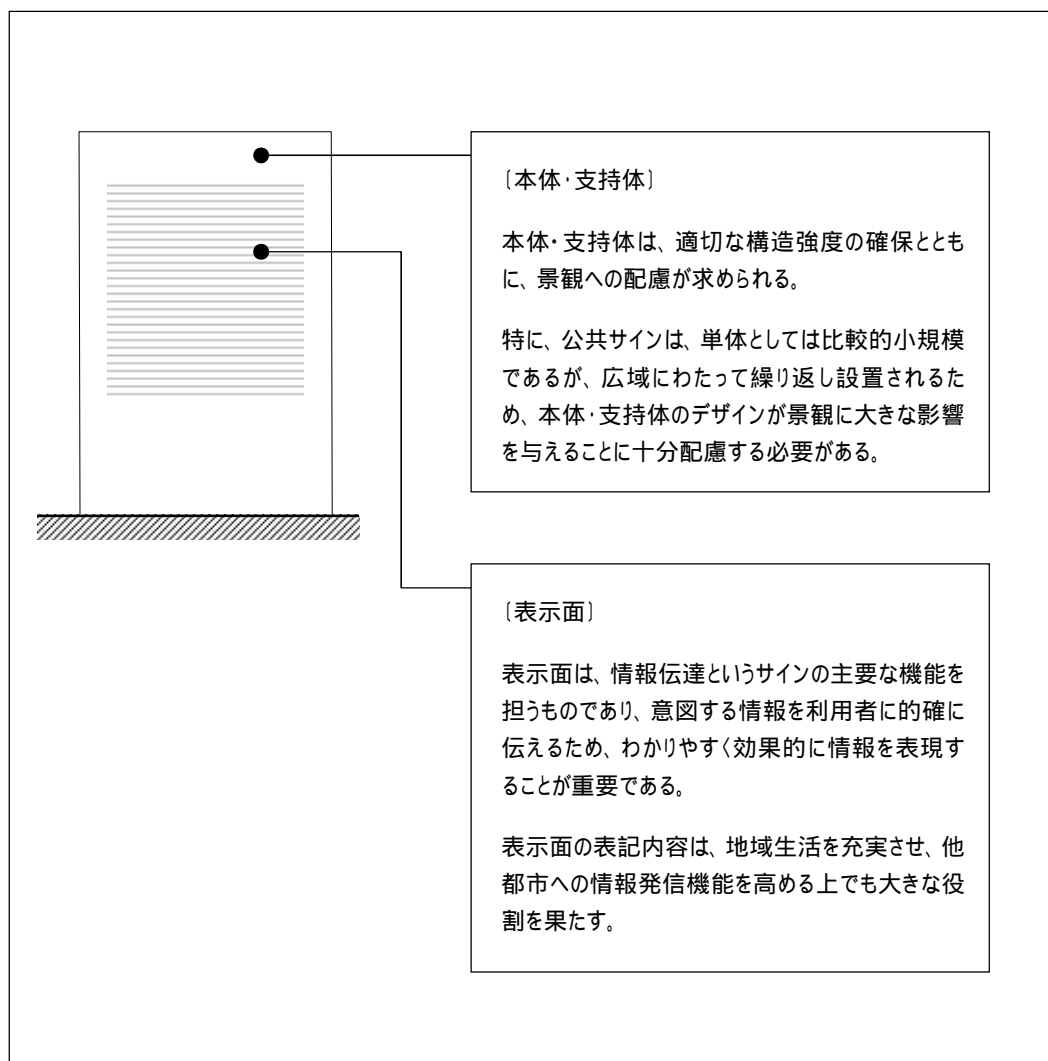 〔本体・支持体〕
本体・支持体は、適切な構造強度の確保ととも
に、景観への配慮が求められる。
特に、公共サインは、単体としては比較的小規模
であるが、広域にわたって繰り返し設置されるた
め、本体・支持体のデザインが景観に大きな影響
を与えることに十分配慮する必要がある。
〔表示面〕
表示面は、情報伝達というサインの主要な機能を
担うものであり、意図する情報を利用者に的確に
伝えるため、わかりやすく効果的に情報を表現す
ることが重要である。
表示面の表記内容は、地域生活を充実させ、他
都市への情報発信機能を高める上でも大きな役
割を果たす。